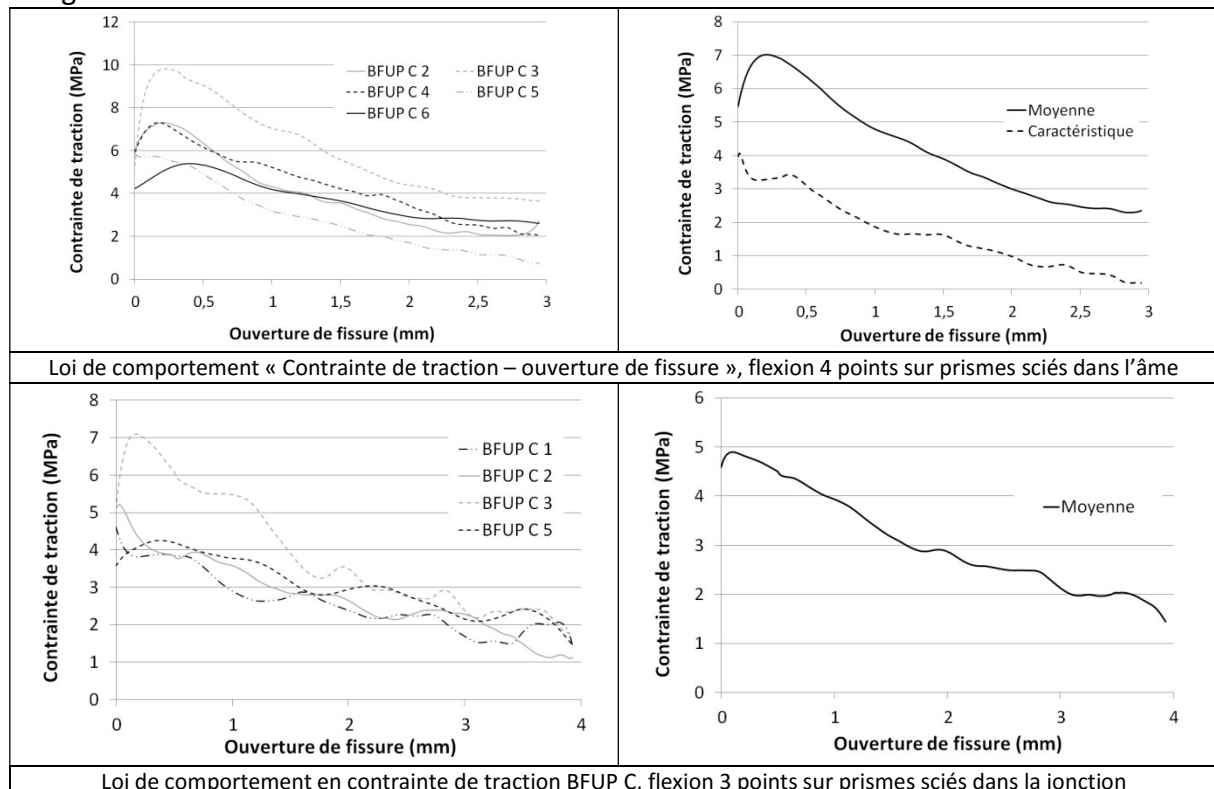 Contrainte de traction (MPa)
12
10
8
6
4
2
0
BFUP C 2
BFUP C 3
BFUP C 4
BFUP C 5
BFUP C 6
0
0,5
1
1,5
2
2,5
3
Ouverture de fissure (mm)
Contrainte de traction (MPa)
8
7
6
5
4
3
2
1
0
Moyenne
Caractéristique
0
0,5
1
1,5
2
2,5
3
Ouverture de fissure (mm)
Loi de comportement « Contrainte de traction – ouverture de fissure », flexion 4 points sur prismes sciés dans l’âme
Contrainte de traction (MPa)
8
7
6
5
4
3
2
1
0
BFUP C 1
BFUP C 2
BFUP C 3
BFUP C 5
0
1
2
3
4
Ouverture de fissure (mm)
Contrainte de traction (MPa)
6
5
4
3
2
1
0
Moyenne
0
1
2
3
4
Ouverture de fissure (mm)
Loi de comportement en contrainte de traction BFUP C, flexion 3 points sur prismes sciés dans la jonction